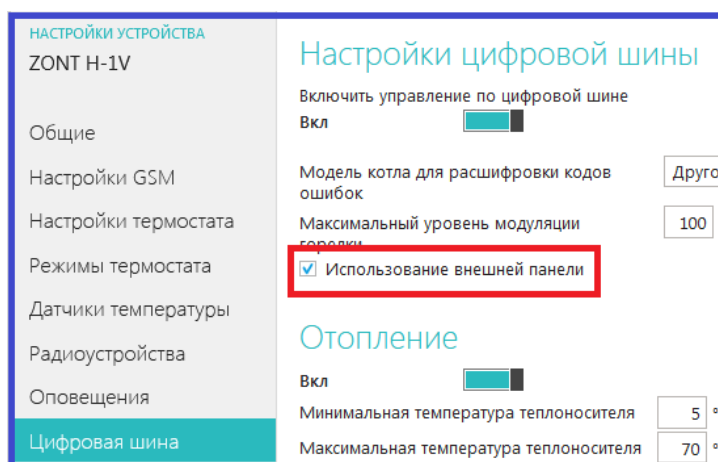 НАСТРОЙКИ УСТРОЙСТВА
ZONT H-1V
Общие
Настройки GSM
Настройки термостата
Режимы термостата
Датчики температуры
Радиоустройства
Оповещения
Цифровая шина
Настройки цифровой шины
Включить управление по цифровой шине
Вкл
Модель котла для расшифровки кодов Друго
ошибок
Максимальный уровень модуляции 100
горелки
Использование внешней панели
Отопление
Вкл
Минимальная температура теплоносителя 5 °
Максимальная температура теплоносителя 70 °